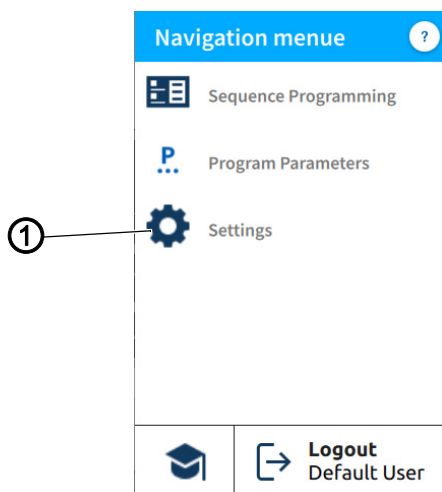 Navigation menue ?
Sequence Programming
P
Program Parameters
1
Settings
Logout
Default User